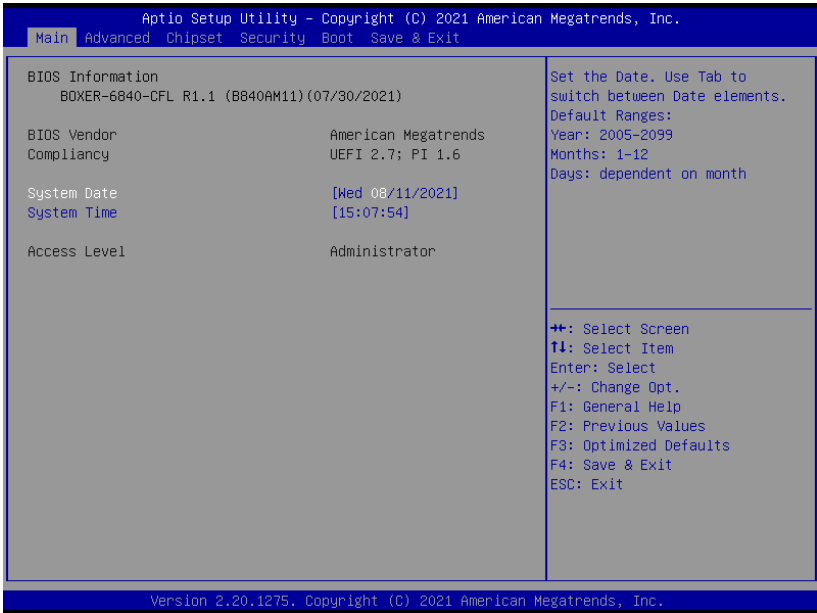 Aptio Setup Utility – Copyright (C) 2021 American Megatrends, Inc.
Main Advanced Chipset Security Boot Save & Exit
BIOS Information
BOXER-6840-CFL R1.1 (B840AM11)(07/30/2021)
BIOS Vendor American Megatrends
Compliancy UEFI 2.7; PI 1.6
System Date [Wed 08/11/2021]
System Time [15:07:54]
Access Level Administrator
Set the Date. Use Tab to
switch between Date elements.
Default Ranges:
Year: 2005-2099
Months: 1-12
Days: dependent on month
→←: Select Screen
↑↓: Select Item
Enter: Select
+/-: Change Opt.
F1: General Help
F2: Previous Values
F3: Optimized Defaults
F4: Save & Exit
ESC: Exit
Version 2.20.1275. Copyright (C) 2021 American Megatrends, Inc.